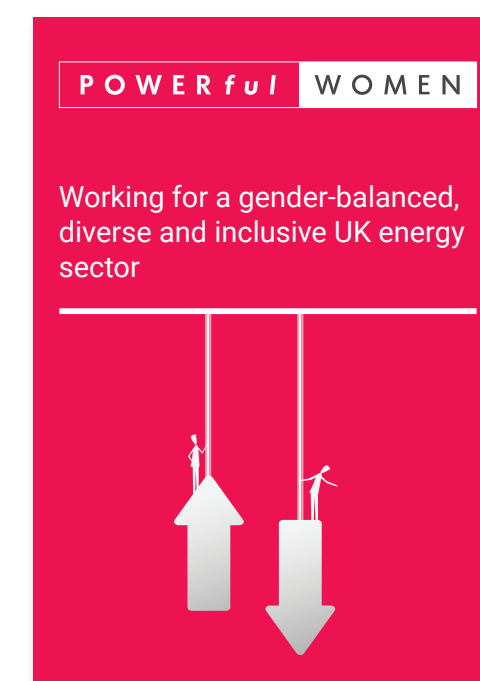 POWERful WOMEN
Working for a gender-balanced,
diverse and inclusive UK energy
sector